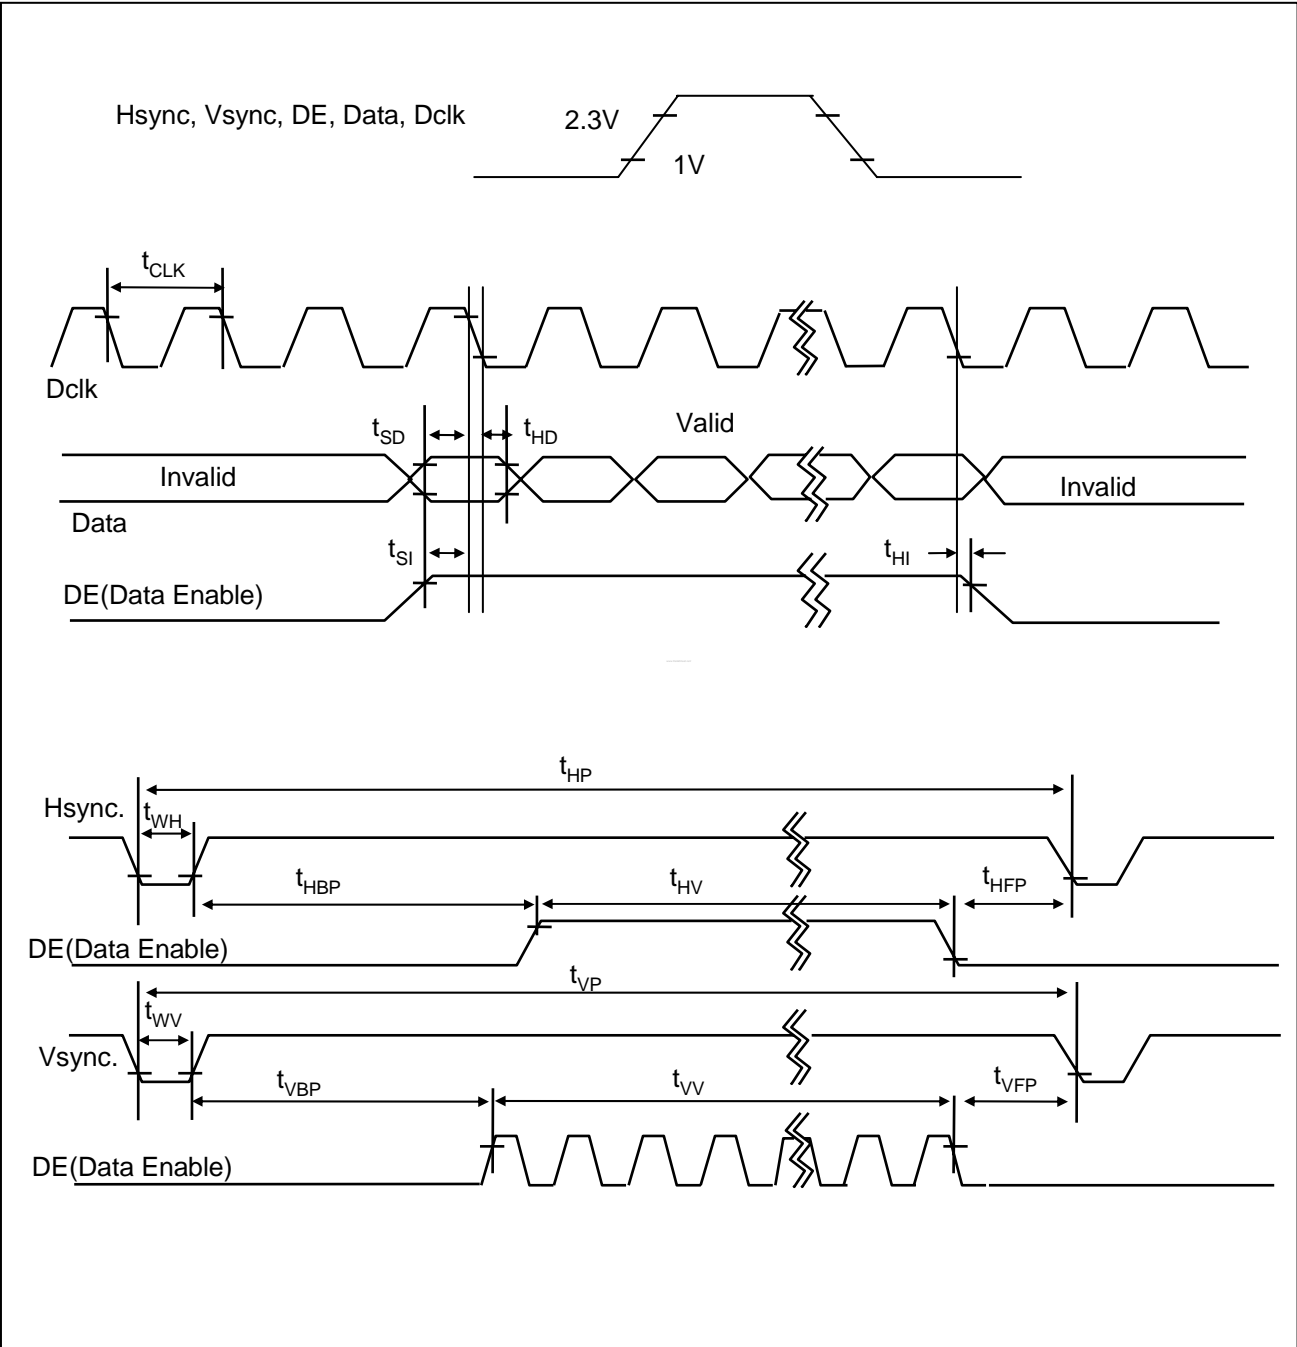 Hsync, Vsync, DE, Data, Dclk
2.3V
1V
tCLK
Dclk
tSD
tHD
Valid
Invalid
Invalid
Data
tSI
tHI
DE(Data Enable)
tHP
Hsync.
tWH
tHBP
tHV
tHFP
DE(Data Enable)
tVP
tWV
Vsync.
tVBP
tVV
tVFP
DE(Data Enable)